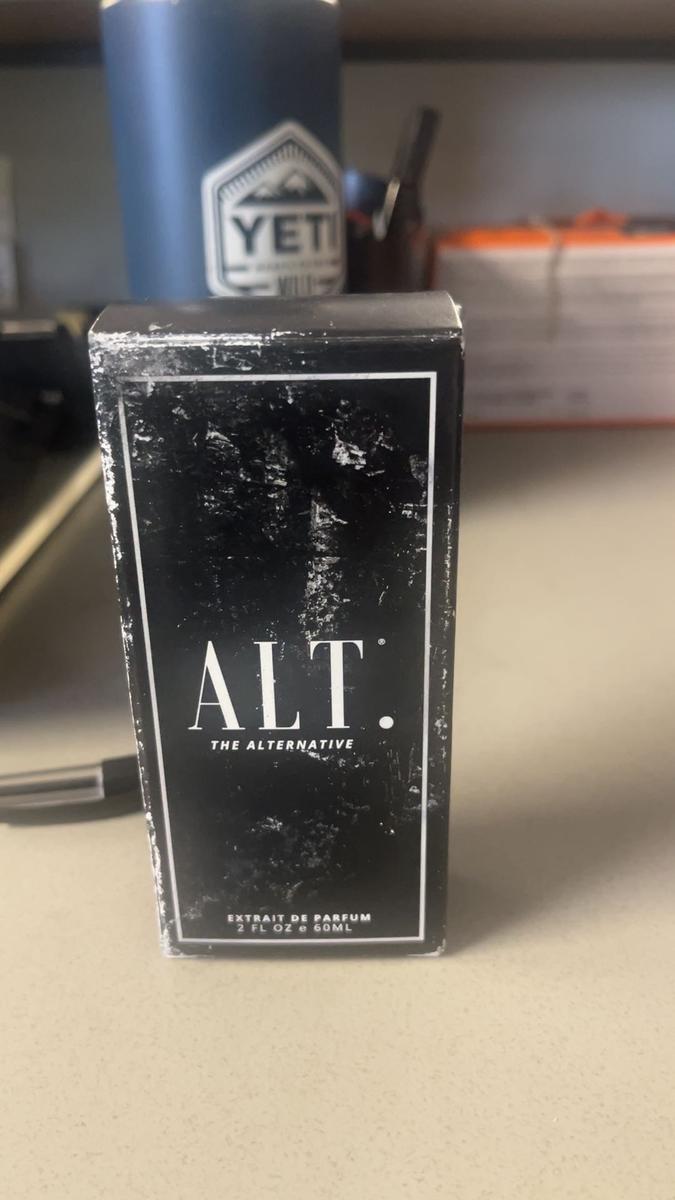 YETI
ALT.®
THE ALTERNATIVE
EXTRAIT DE PARFUM
2 FL OZ e 60ML